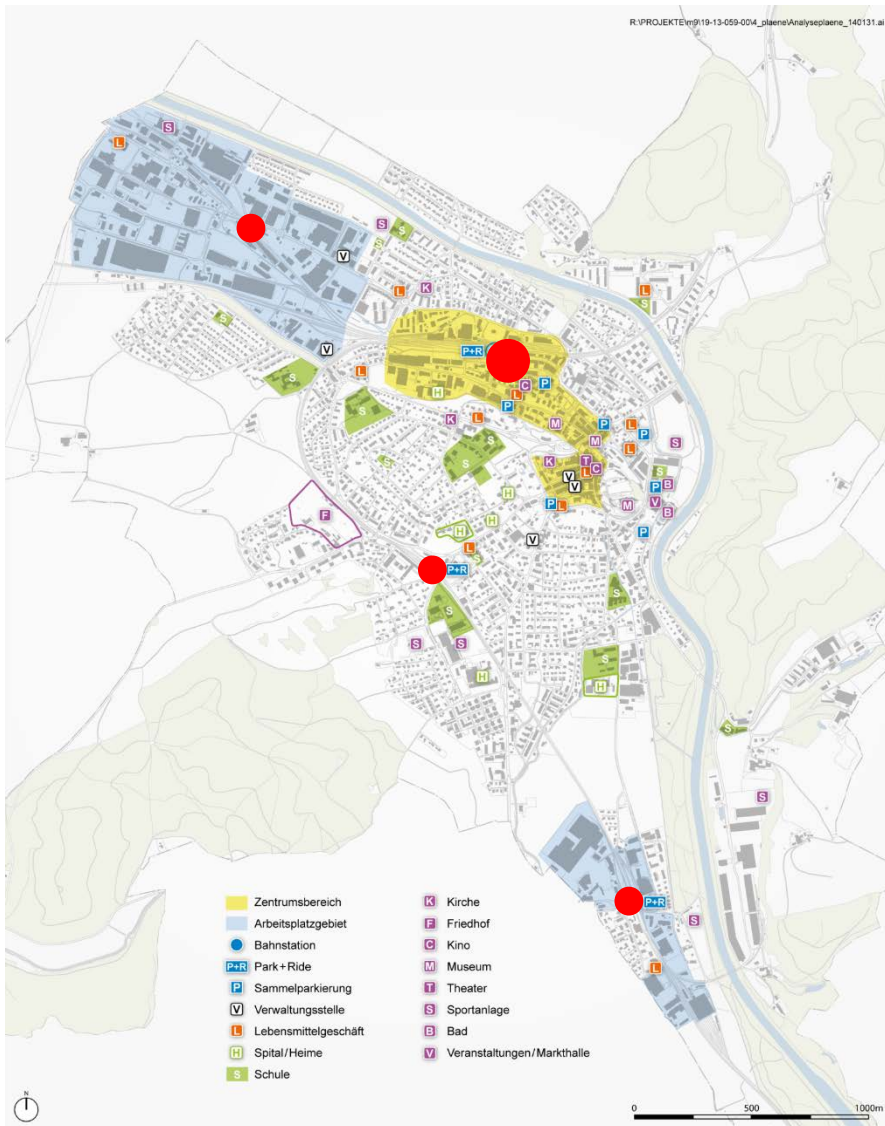 R:\PROJEKTE\m9\19-13-059-00\4_plaene\Analyseplaene_140131.ai
L
S
S
S
S
V
L
K
L
S
V
P+R
S
S
L
C
P
H
L
P
S
K
L
M
P
L
P
S
M
S
S
S
K
T
C
L
L
S
V
V
B
P
H
P
L
M
V
B
F
H
H
P
V
L
S
P+R
S
S
S
S
S
H
H
S
S
P+R
S
L
Zentrumsbereich
Arbeitsplatzgebiet
Bahnstation
P+R Park+Ride
P Sammelparkierung
V Verwaltungsstelle
L Lebensmittelgeschäft
H Spital/Heime
S Schule
K Kirche
F Friedhof
C Kino
M Museum
T Theater
S Sportanlage
B Bad
V Veranstaltungen/Markthalle
N
0 500 1000m